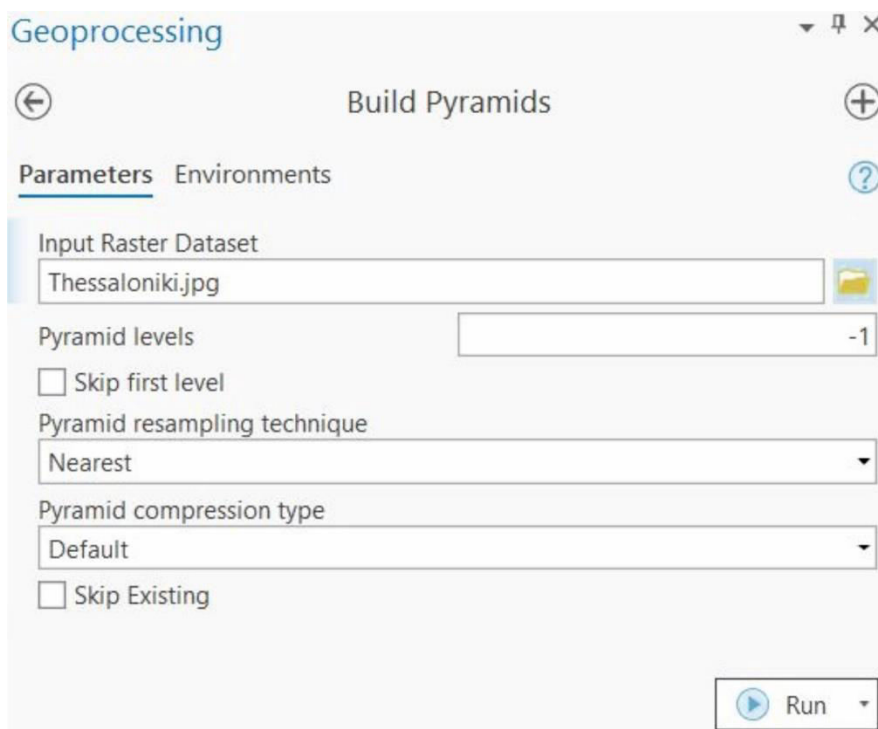 Geoprocessing
Build Pyramids
Parameters Environments
Input Raster Dataset
Thessaloniki.jpg
Pyramid levels -1
Skip first level
Pyramid resampling technique
Nearest
Pyramid compression type
Default
Skip Existing
Run